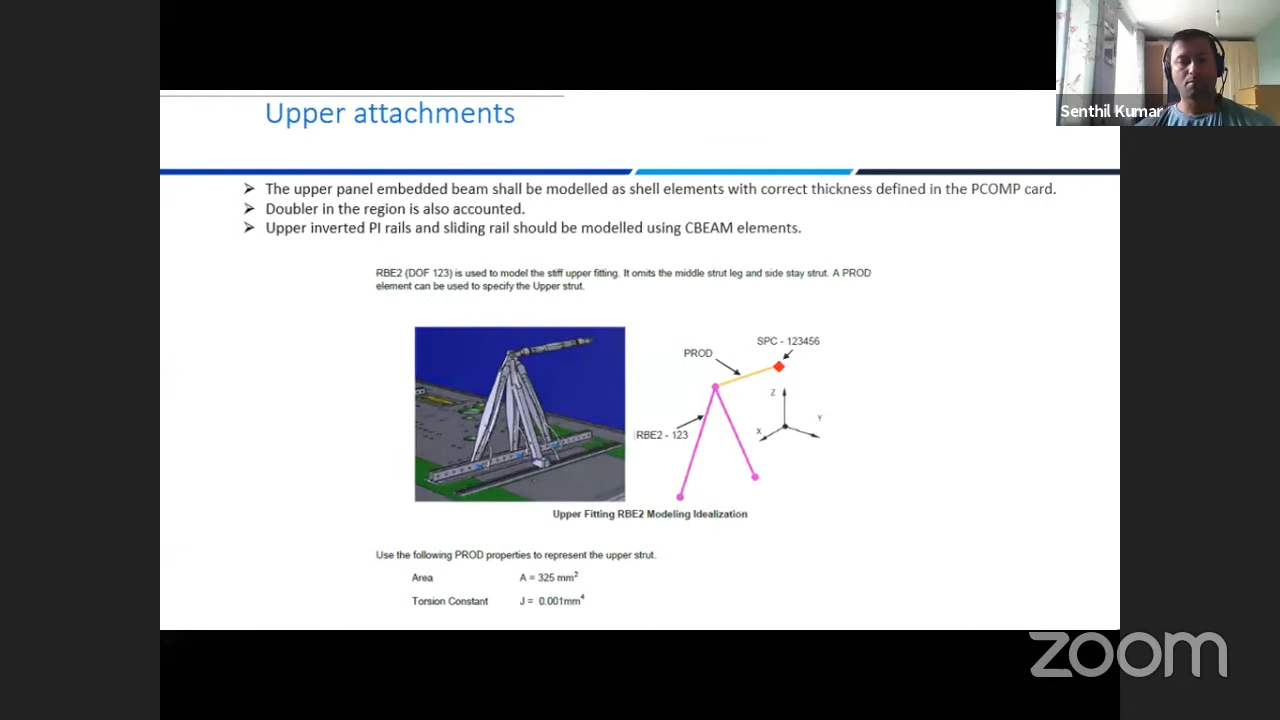 Upper attachments
Senthil Kumar
➢ The upper panel embedded beam shall be modelled as shell elements with correct thickness defined in the PCOMP card.
➢ Doubler in the region is also accounted.
➢ Upper inverted PI rails and sliding rail should be modelled using CBEAM elements.
RBE2 (DOF 123) is used to model the stiff upper fitting. It omits the middle strut leg and side stay strut. A PROD
element can be used to specify the Upper strut.
SPC - 123456
PROD
Z
Y
X
RBE2 - 123
Upper Fitting RBE2 Modeling Idealization
Use the following PROD properties to represent the upper strut.
Area A = 325 mm²
Torsion Constant J = 0.001mm⁴
zoom